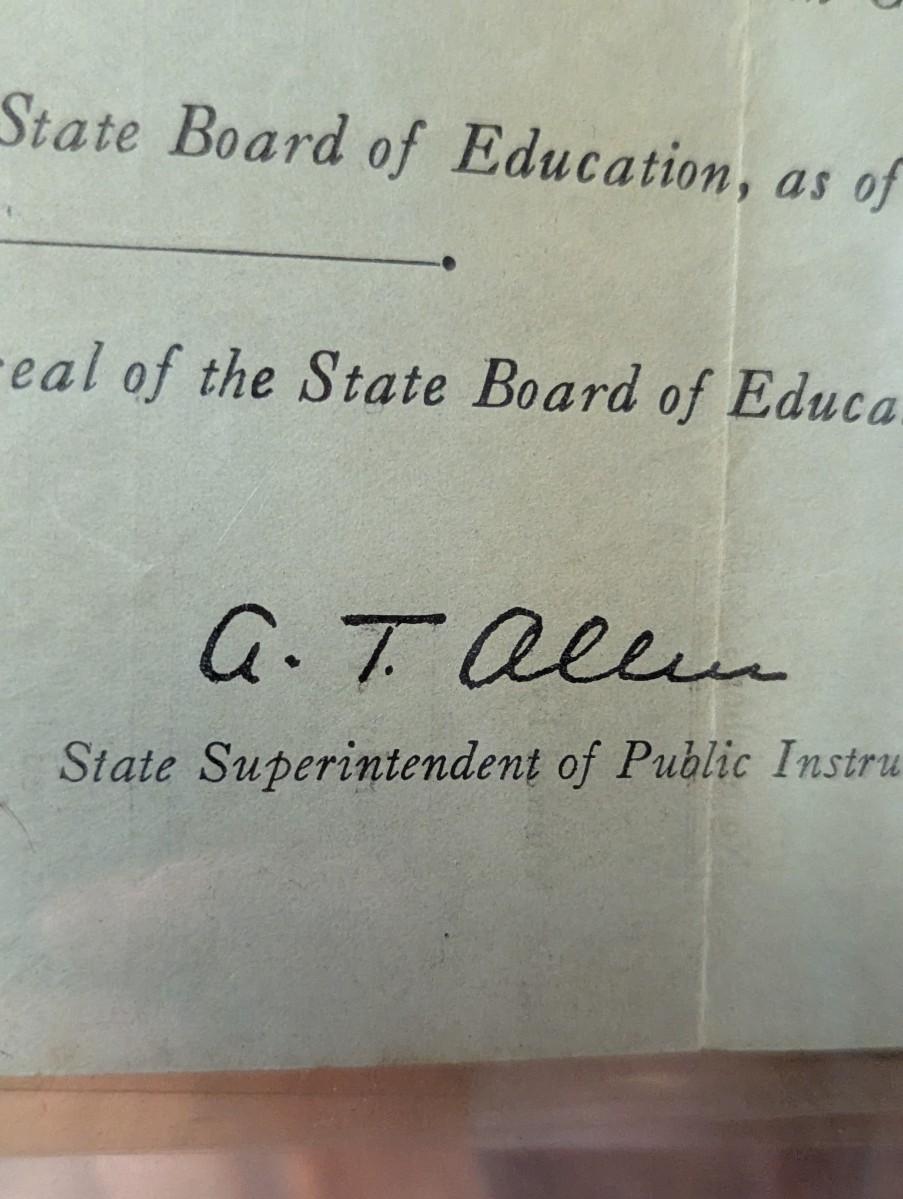 State Board of Education, as of
eal of the State Board of Educa
A. T. Allen
State Superintendent of Public Instru